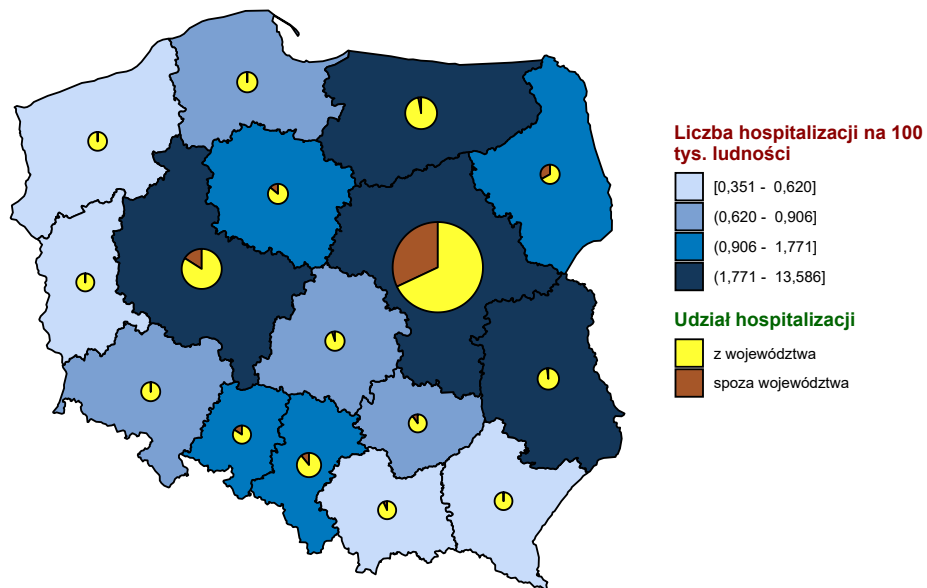 Liczba hospitalizacji na 100
tys. ludności
[0,351 - 0,620]
(0,620 - 0,906]
(0,906 - 1,771]
(1,771 - 13,586]
Udział hospitalizacji
z województwa
spoza województwa